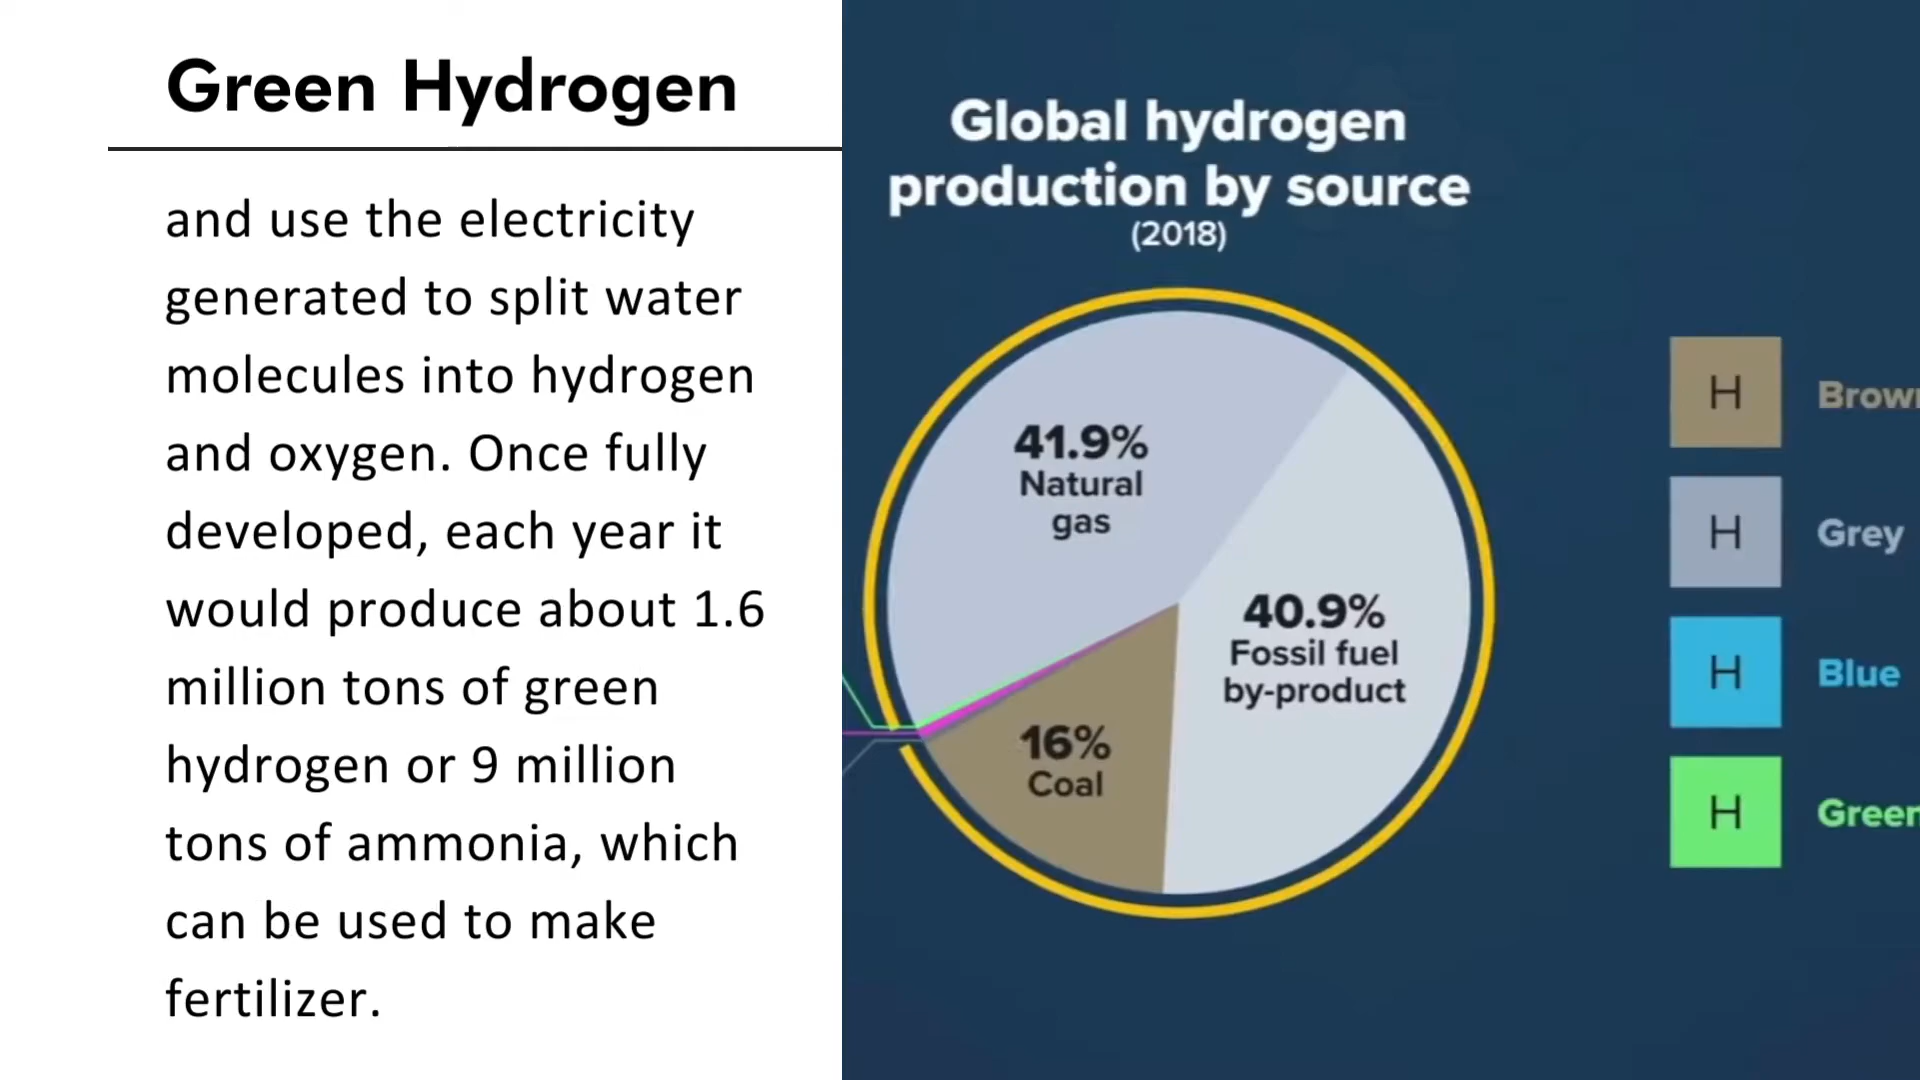 Green Hydrogen
and use the electricity
generated to split water
molecules into hydrogen
and oxygen. Once fully
developed, each year it
would produce about 1.6
million tons of green
hydrogen or 9 million
tons of ammonia, which
can be used to make
fertilizer.
Global hydrogen
production by source
(2018)
41.9%
Natural
gas
40.9%
Fossil fuel
by-product
16%
Coal
H Brown
H Grey
H Blue
H Green